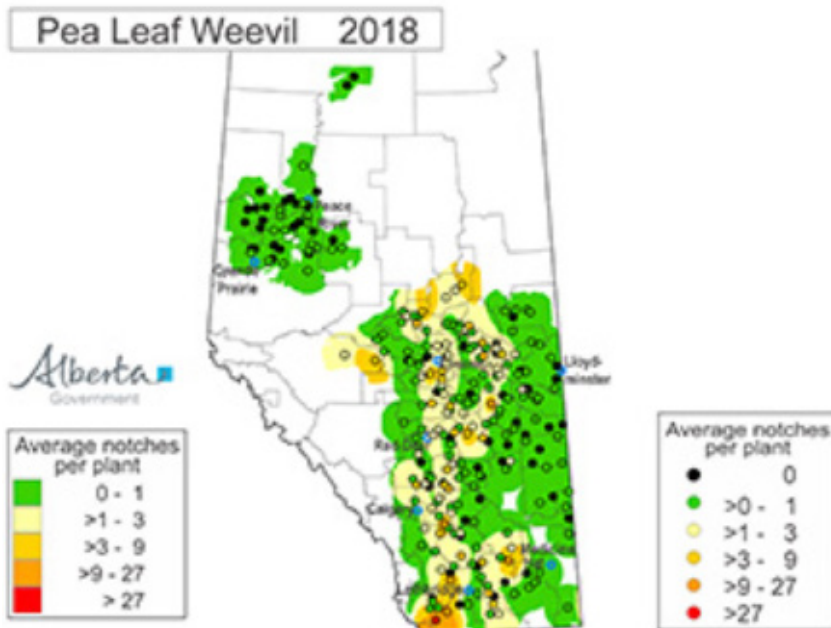 Pea Leaf Weevil 2018
Peace
River
Grande
Prairie
Lloyd-
minster
Calgary
Alberta
Government
Average notches
per plant
0 - 1
>1 - 3
>3 - 9
>9 - 27
> 27
Average notches
per plant
0
>0 - 1
>1 - 3
>3 - 9
>9 - 27
>27